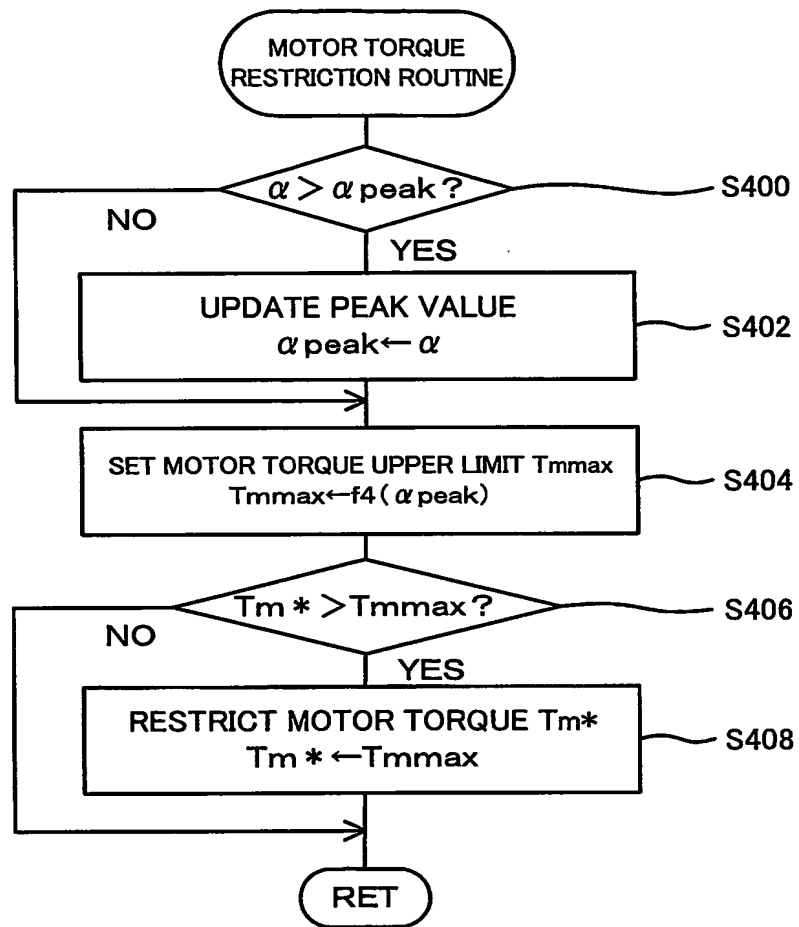 MOTOR TORQUE
RESTRICTION ROUTINE
α > α peak ?
S400
NO
YES
UPDATE PEAK VALUE
α peak ← α
S402
SET MOTOR TORQUE UPPER LIMIT Tmmax
Tmmax←f4 ( α peak)
S404
Tm * > Tmmax ?
S406
NO
YES
RESTRICT MOTOR TORQUE Tm*
Tm * ←Tmmax
S408
RET